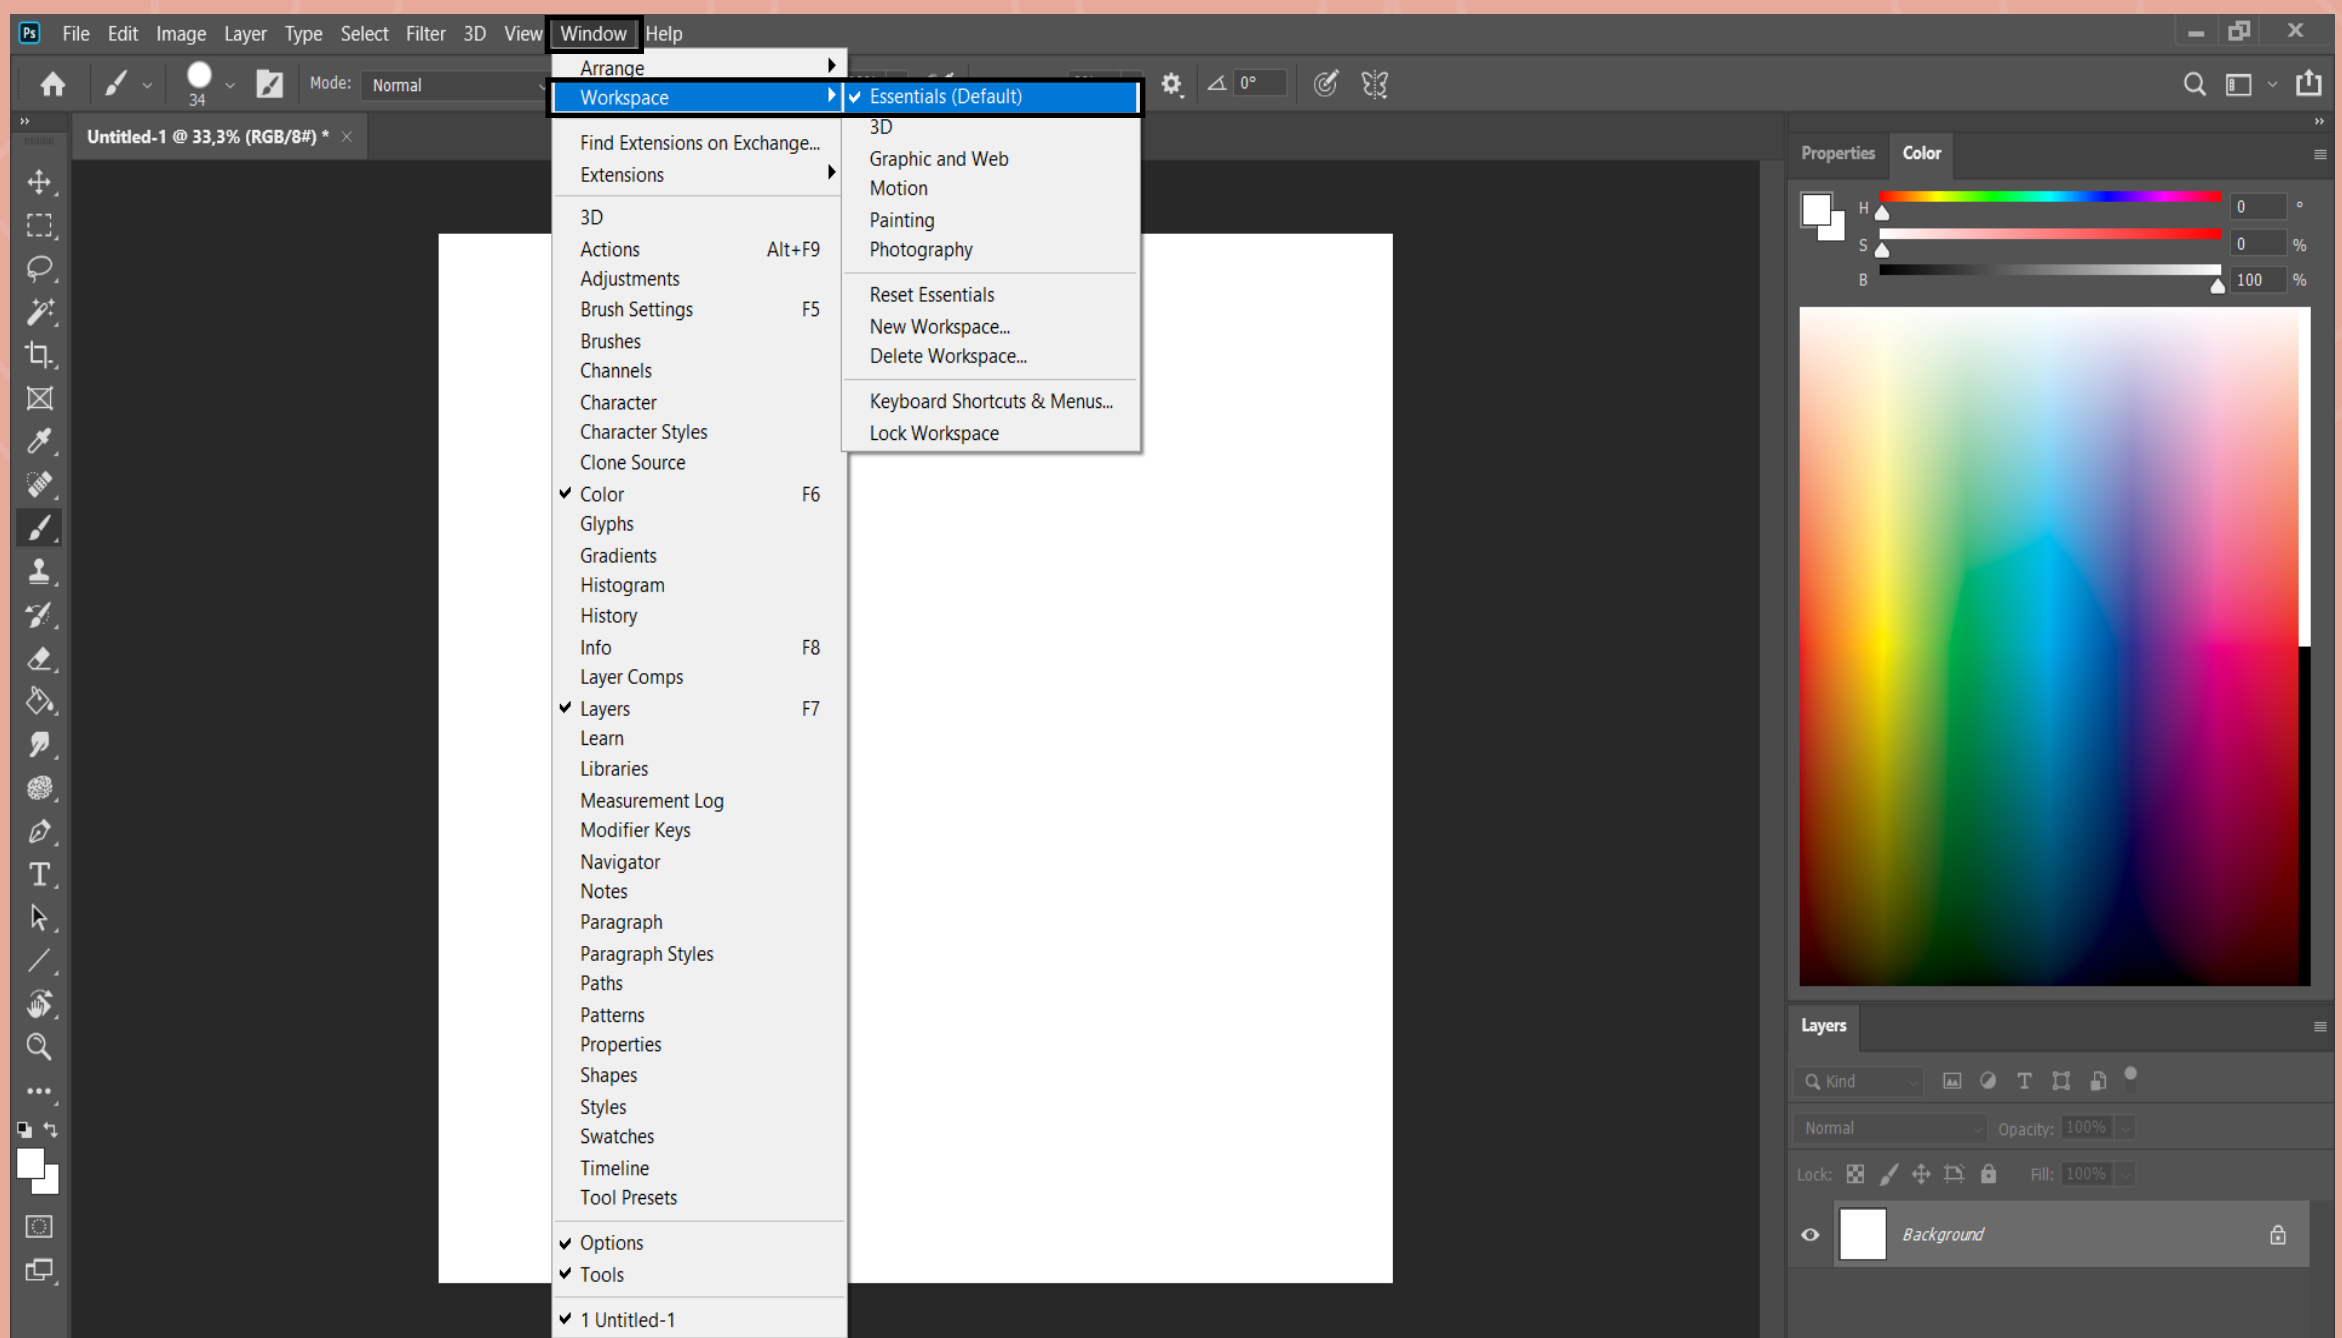 Ps File Edit Image Layer Type Select Filter 3D View Window Help
34 Mode: Normal 0°
Untitled-1 @ 33,3% (RGB/8#) * ×
Arrange
Workspace
Find Extensions on Exchange...
Extensions
3D
Actions Alt+F9
Adjustments
Brush Settings F5
Brushes
Channels
Character
Character Styles
Clone Source
Color F6
Glyphs
Gradients
Histogram
History
Info F8
Layer Comps
Layers F7
Learn
Libraries
Measurement Log
Modifier Keys
Navigator
Notes
Paragraph
Paragraph Styles
Paths
Patterns
Properties
Shapes
Styles
Swatches
Timeline
Tool Presets
Options
Tools
1 Untitled-1
Essentials (Default)
3D
Graphic and Web
Motion
Painting
Photography
Reset Essentials
New Workspace...
Delete Workspace...
Keyboard Shortcuts & Menus...
Lock Workspace
Properties Color
H 0 °
S 0 %
B 100 %
Layers
Kind
Normal Opacity: 100%
Lock: Fill: 100%
Background